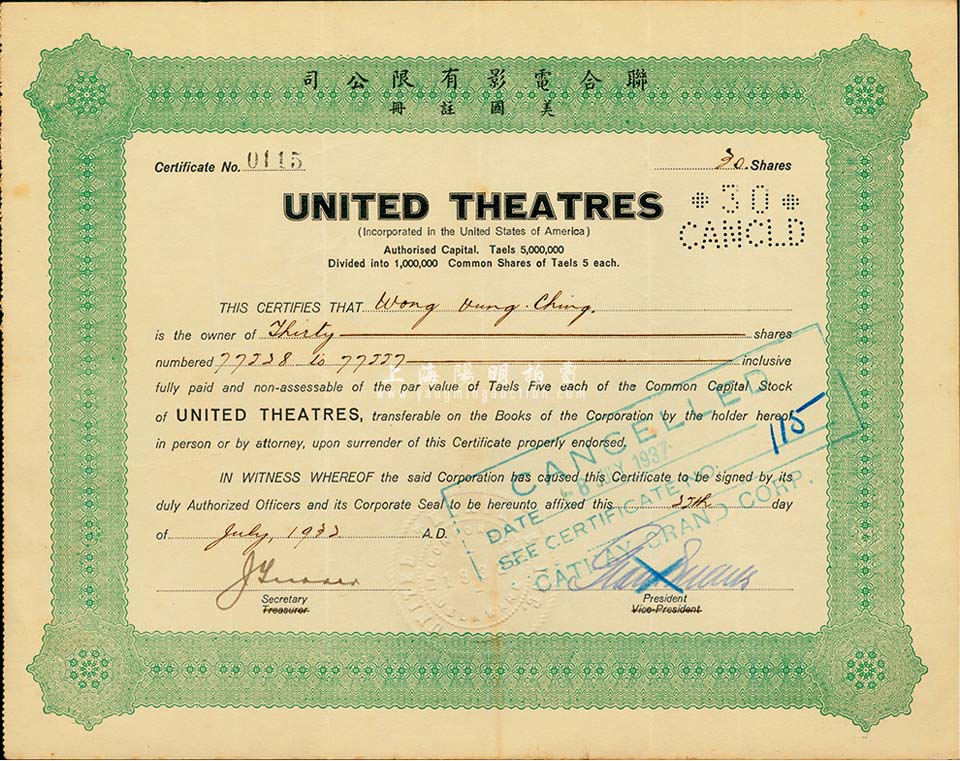 司公限有影電合聯
冊註國美
Certificate No. 0115
30 Shares
UNITED THEATRES
(Incorporated in the United States of America)
Authorised Capital. Taels 5,000,000
Divided into 1,000,000 Common Shares of Taels 5 each.
30
CANCLD
THIS CERTIFIES THAT Wong Vung-Ching.
is the owner of Thirty shares
numbered to inclusive
fully paid and non-assessable of the par value of Taels Five each of the Common Capital Stock
of UNITED THEATRES, transferable on the Books of the Corporation by the holder hereof
in person or by attorney, upon surrender of this Certificate properly endorsed.
IN WITNESS WHEREOF the said Corporation has caused this Certificate to be signed by its
duly Authorized Officers and its Corporate Seal to be hereunto affixed this day
of July, A.D.
Secretary
Treasurer
President
Vice-President
CANCELLED
DATE 8 JULY 1937
SEE CERTIFICATE NO. 115
CATHAY GRAND CORP.
上海陽明拍賣
www.yangmingauction.com